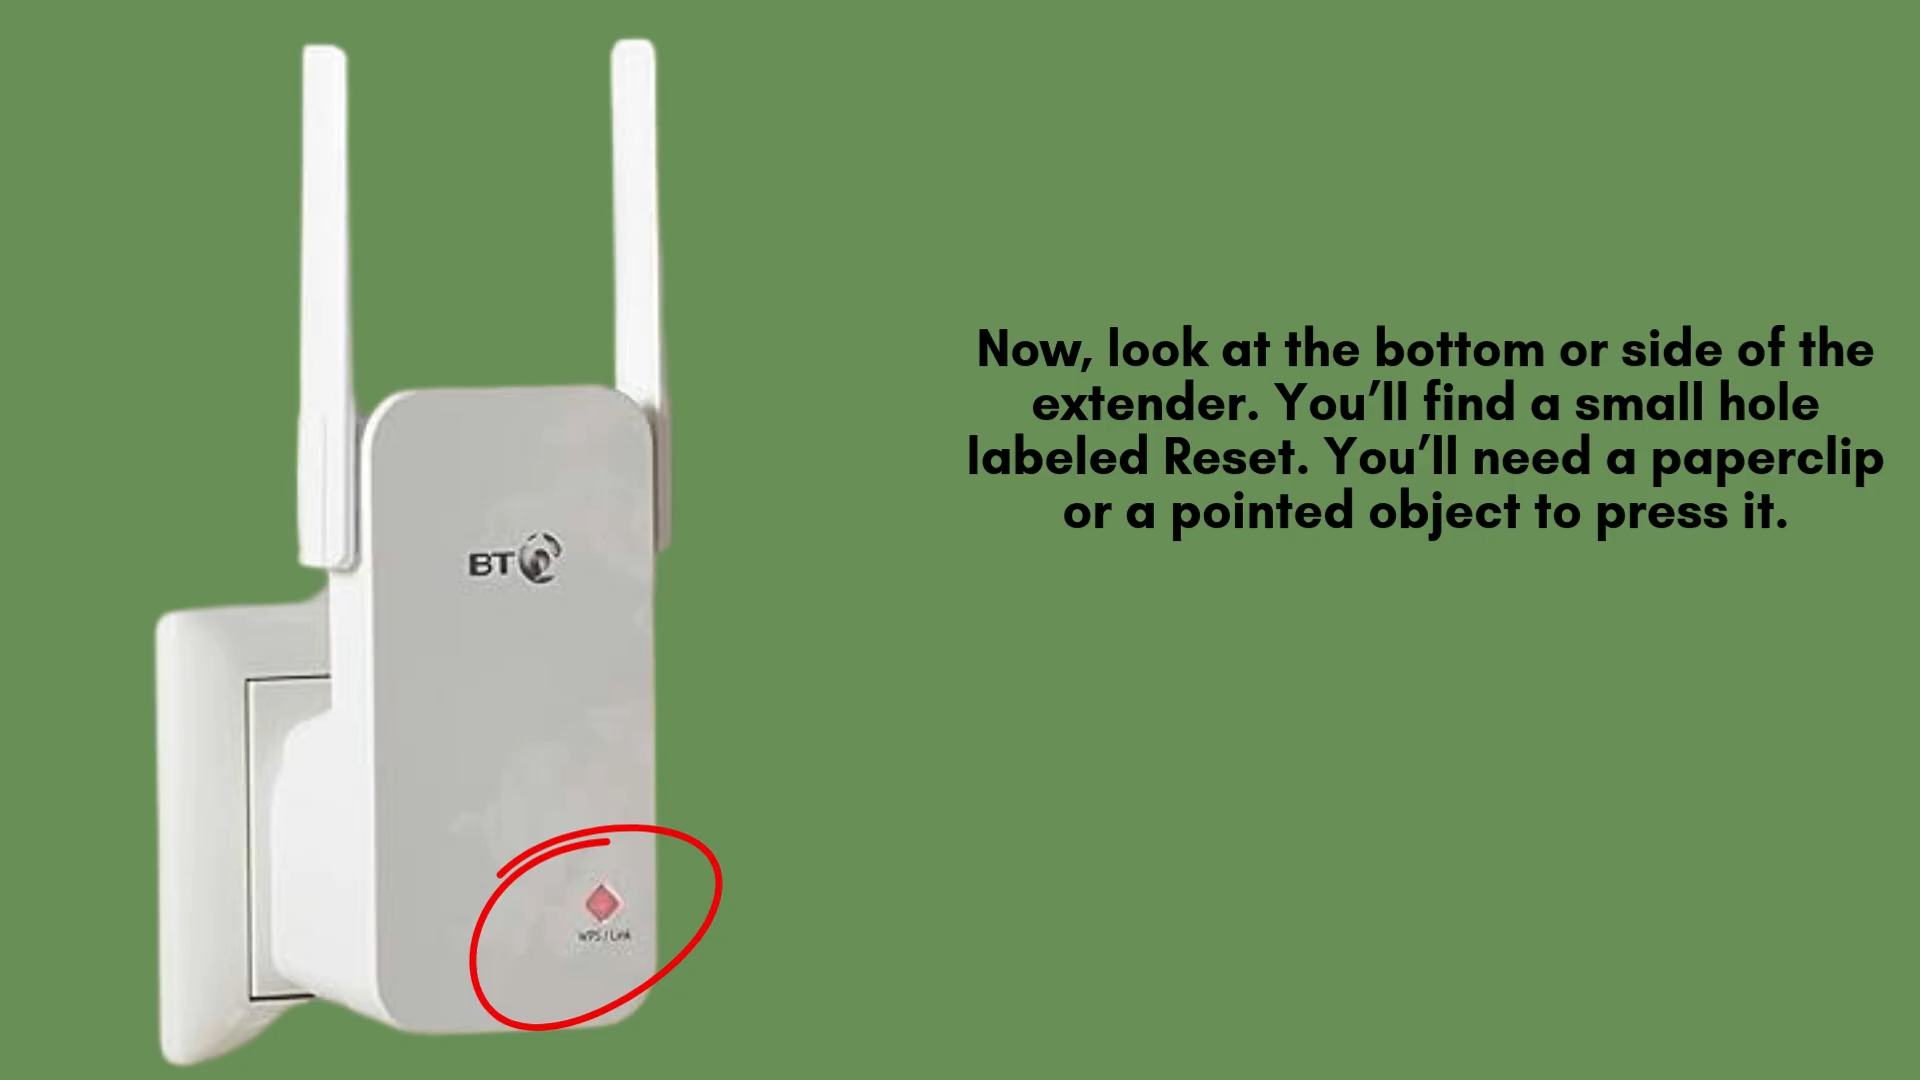 Now, look at the bottom or side of the
extender. You’ll find a small hole
labeled Reset. You’ll need a paperclip
or a pointed object to press it.
BT
WPS / Link